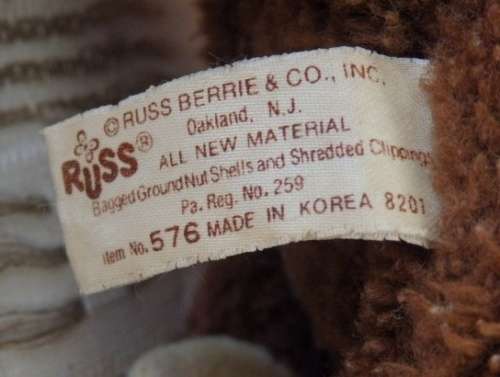 © RUSS BERRIE & CO., INC.
Oakland, N.J.
RUSS®
ALL NEW MATERIAL
Bagged Ground Nut Shells and Shredded Clippings
Pa. Reg. No. 259
Item No. 576 MADE IN KOREA 8201